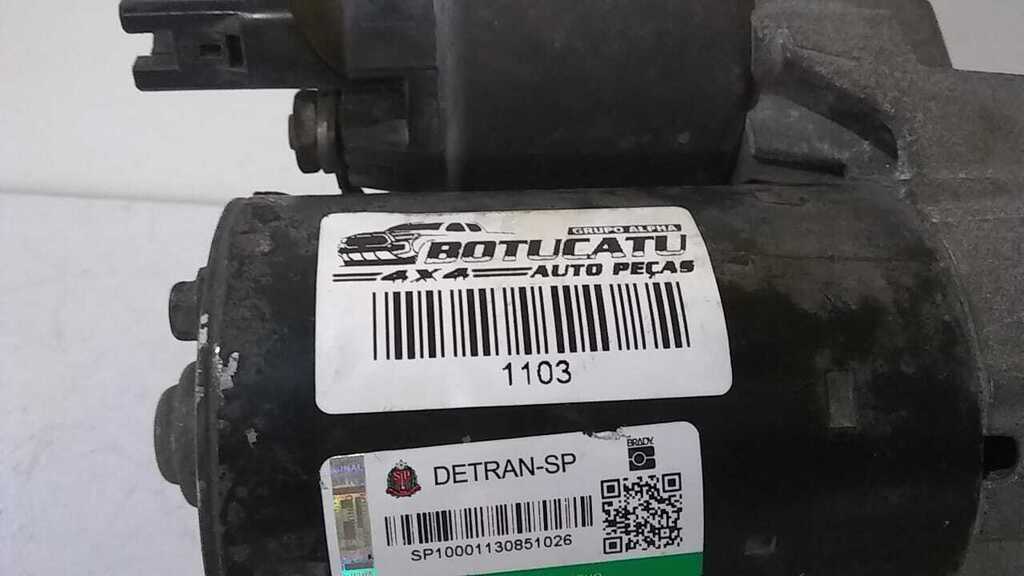 GRUPO ALPHA
BOTUCATU
4X4 AUTO PEÇAS
1103
BRADY
DETRAN-SP
SP10001130851026